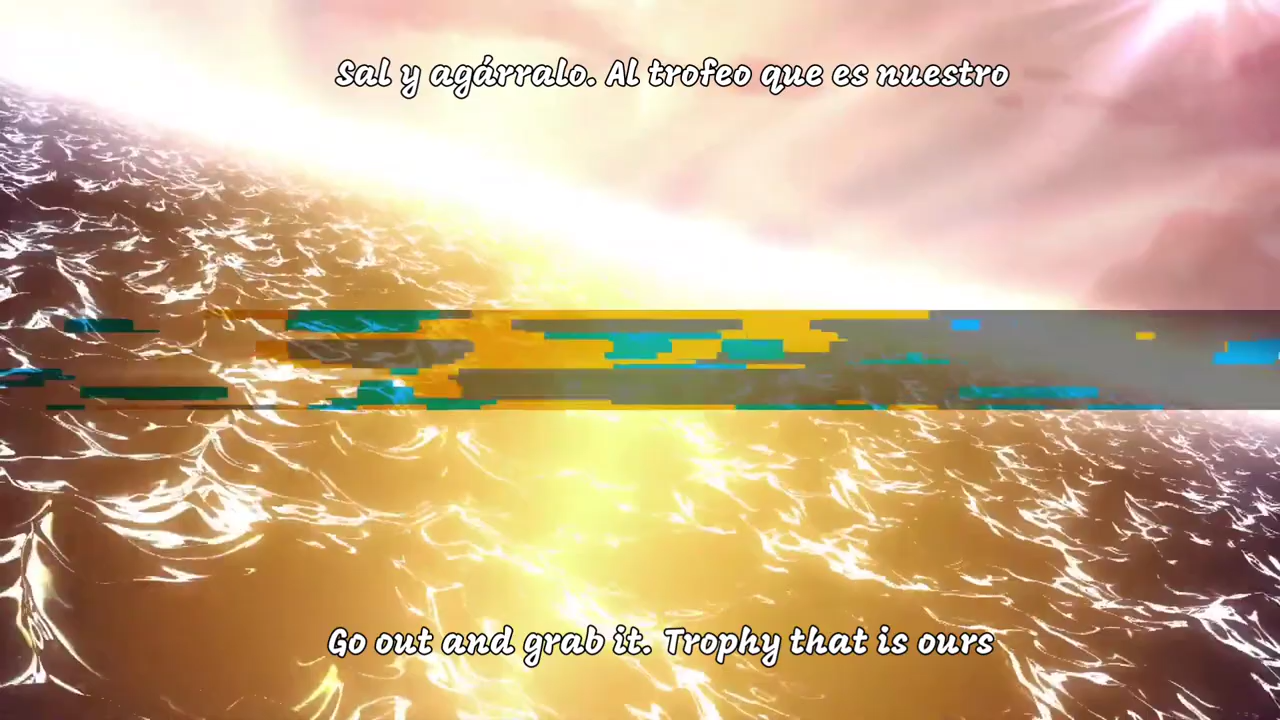 Sal y agárralo. Al trofeo que es nuestro
Go out and grab it. Trophy that is ours